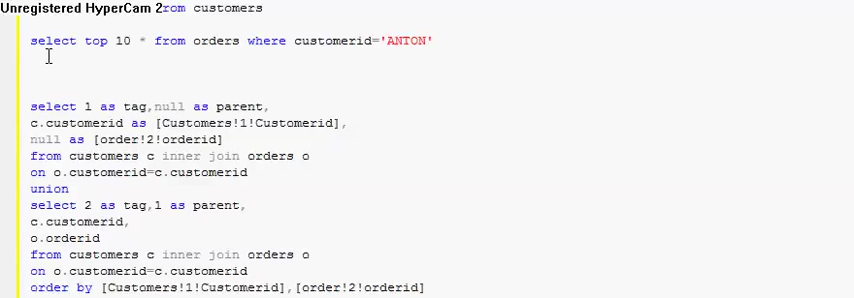 Unregistered HyperCam 2rom customers
select top 10 * from orders where customerid='ANTON'
select 1 as tag,null as parent,
c.customerid as [Customers!1!Customerid],
null as [order!2!orderid]
from customers c inner join orders o
on o.customerid=c.customerid
union
select 2 as tag,1 as parent,
c.customerid,
o.orderid
from customers c inner join orders o
on o.customerid=c.customerid
order by [Customers!1!Customerid],[order!2!orderid]